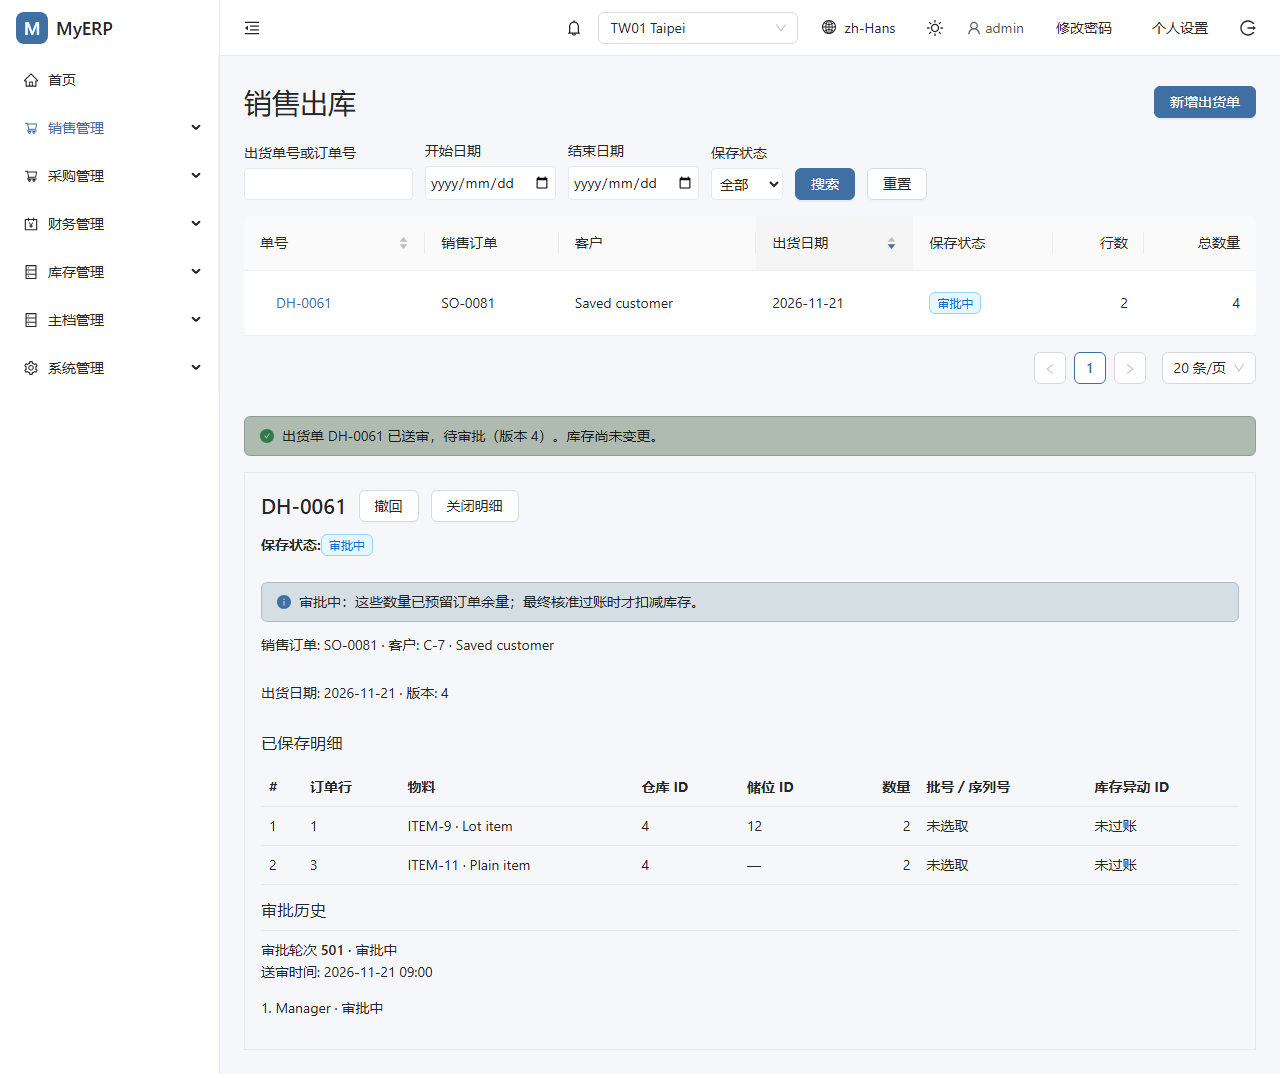 M MyERP
TW01 Taipei
zh-Hans
admin
修改密码
个人设置
首页
销售管理
采购管理
财务管理
库存管理
主档管理
系统管理
销售出库
新增出货单
出货单号或订单号
开始日期
结束日期
保存状态
yyyy/mm/dd
yyyy/mm/dd
全部
搜索
重置
单号 销售订单 客户 出货日期 保存状态 行数 总数量
DH-0061 SO-0081 Saved customer 2026-11-21 审批中 2 4
< 1 > 20 条/页
出货单 DH-0061 已送审，待审批（版本 4）。库存尚未变更。
DH-0061 撤回 关闭明细
保存状态: 审批中
审批中：这些数量已预留订单余量；最终核准过账时才扣减库存。
销售订单: SO-0081 · 客户: C-7 · Saved customer
出货日期: 2026-11-21 · 版本: 4
已保存明细
# 订单行 物料 仓库 ID 储位 ID 数量 批号 / 序列号 库存异动 ID
1 1 ITEM-9 · Lot item 4 12 2 未选取 未过账
2 3 ITEM-11 · Plain item 4 — 2 未选取 未过账
审批历史
审批轮次 501 · 审批中
送审时间: 2026-11-21 09:00
1. Manager · 审批中